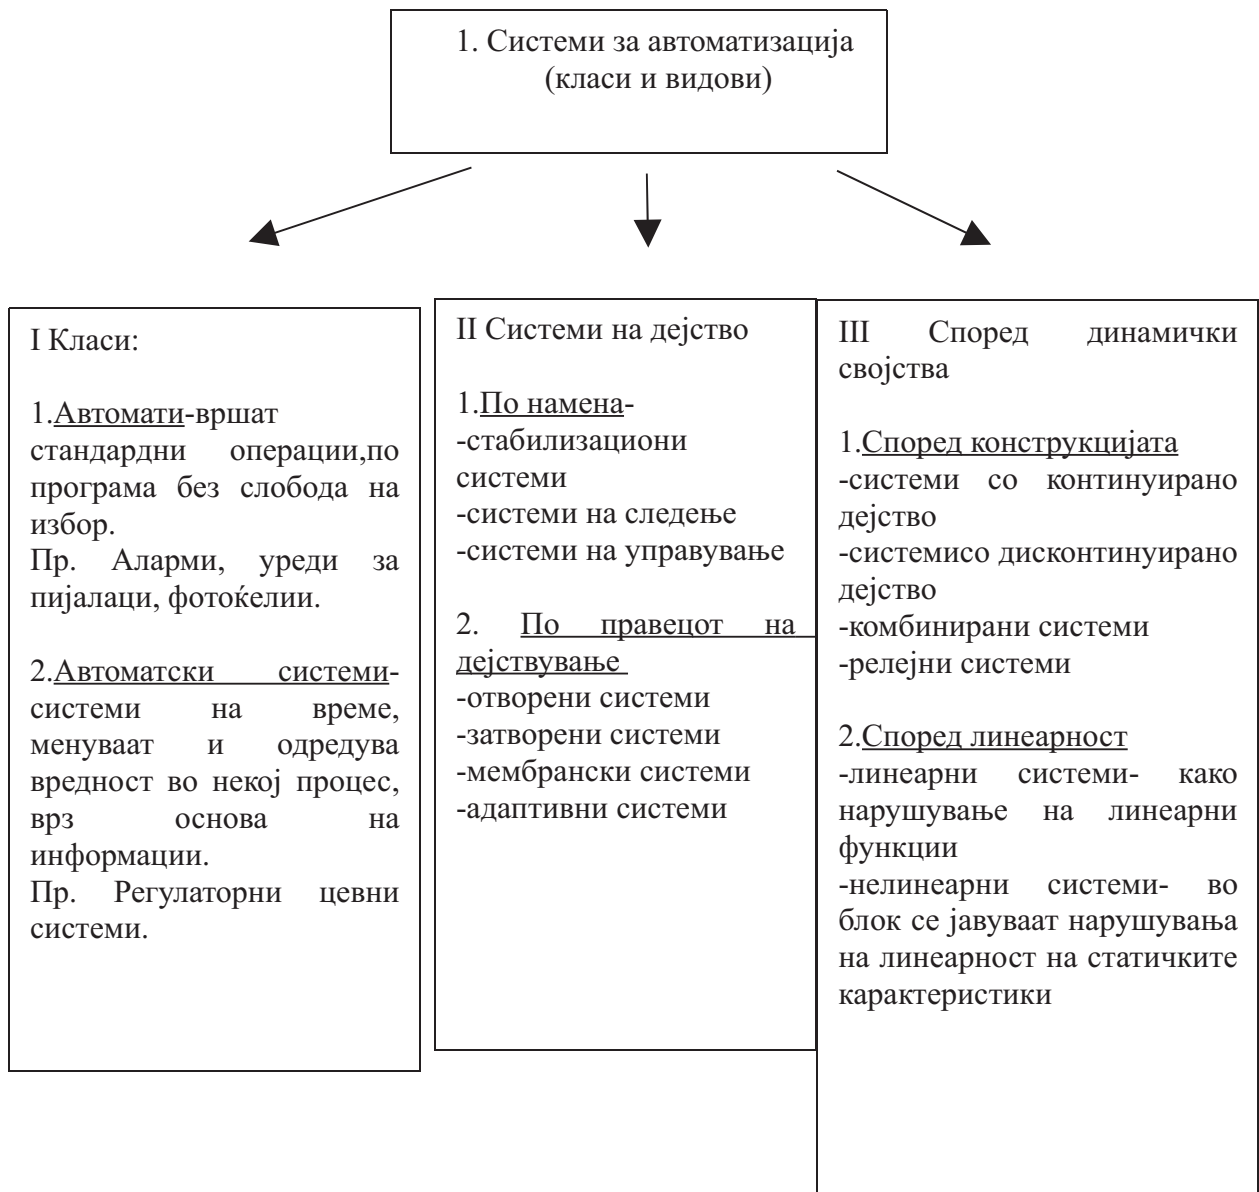 1. Системи за автоматизација
(класи и видови)
I Класи:
1.Автомати-вршат
стандардни операции,по
програма без слобода на
избор.
Пр. Аларми, уреди за
пијалаци, фотоќелии.
2.Автоматски системи-
системи на време,
менуваат и одредува
вредност во некој процес,
врз основа на
информации.
Пр. Регулаторни цевни
системи.
II Системи на дејство
1.По намена-
-стабилизациони
системи
-системи на следење
-системи на управување
2. По правецот на
дејствување
-отворени системи
-затворени системи
-мембрански системи
-адаптивни системи
III Според динамички
својства
1.Според конструкцијата
-системи со континуирано
дејство
-системисо дисконтинуирано
дејство
-комбинирани системи
-релејни системи
2.Според линеарност
-линеарни системи- како
нарушување на линеарни
функции
-нелинеарни системи- во
блок се јавуваат нарушувања
на линеарност на статичките
карактеристики